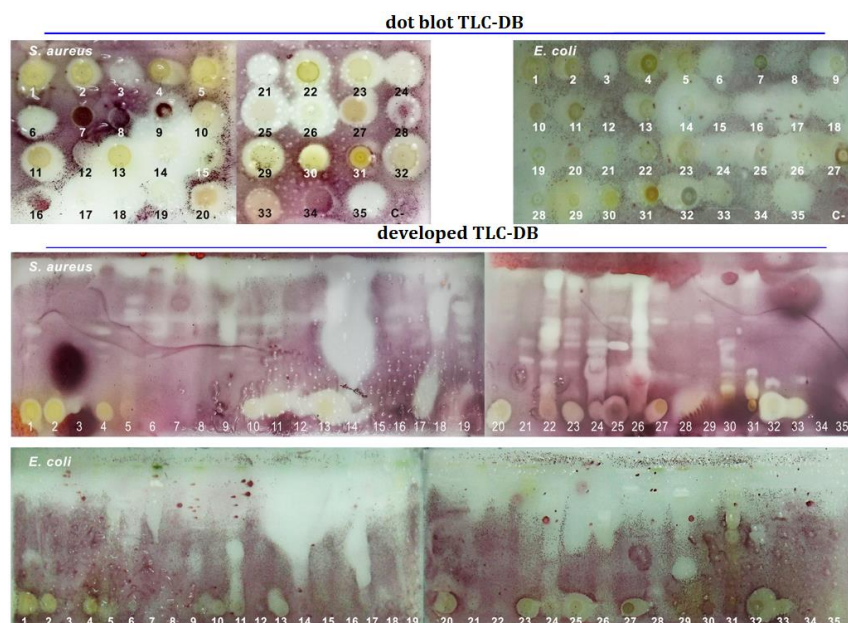 dot blot TLC-DB
S. aureus
E. coli
1 2 3 4 5
21 22 23 24
1 2 3 4 5 6 7 8 9
6 7 8 9 10
25 26 27 28
10 11 12 13 14 15 16 17 18
11 12 13 14 15
29 30 31 32
19 20 21 22 23 24 25 26 27
16 17 18 19 20
33 34 35 C-
28 29 30 31 32 33 34 35 C-
developed TLC-DB
S. aureus
1 2 3 4 5 6 7 8 9 10 11 12 13 14 15 16 17 18 19
20 21 22 23 24 25 26 27 28 29 30 31 32 33 34 35
E. coli
1 2 3 4 5 6 7 8 9 10 11 12 13 14 15 16 17 18 19
20 21 22 23 24 25 26 27 28 29 30 31 32 33 34 35